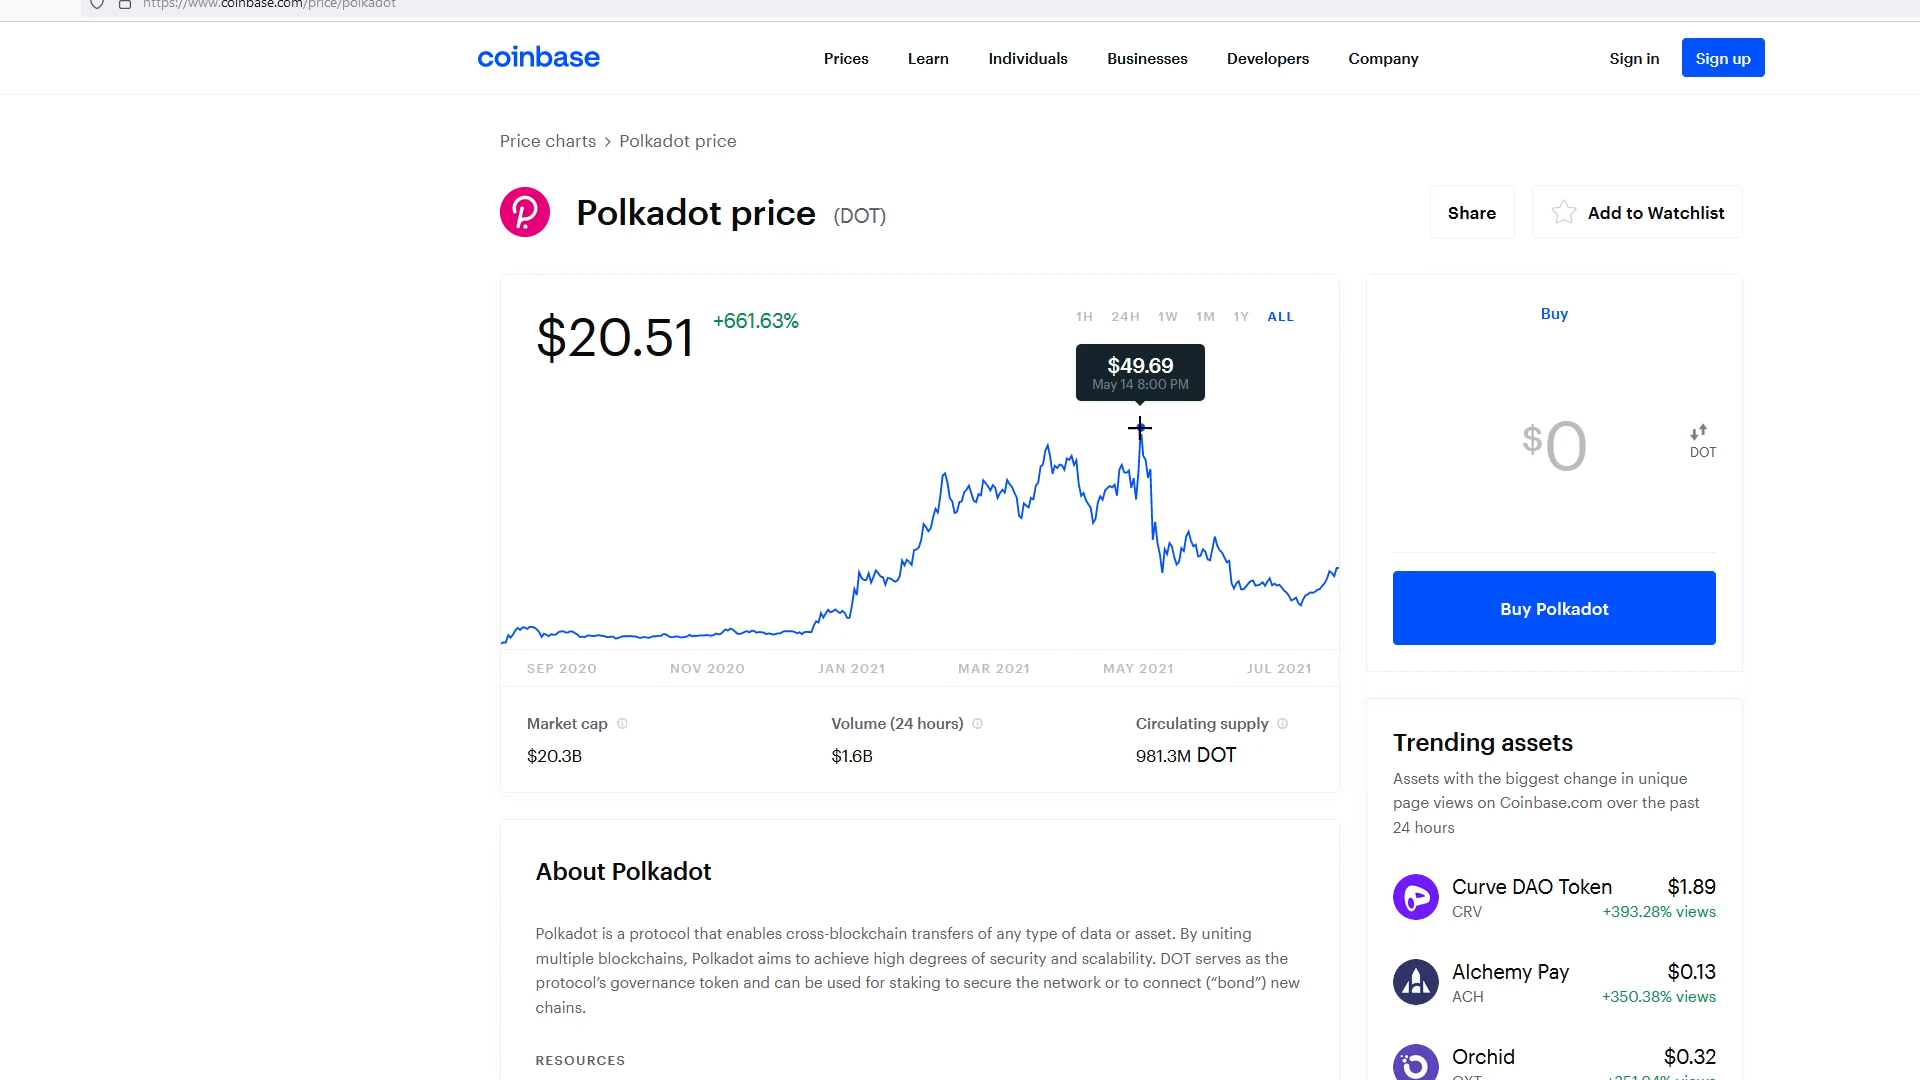 https://www.coinbase.com/price/polkadot
coinbase
Prices
Learn
Individuals
Businesses
Developers
Company
Sign in
Sign up
Price charts › Polkadot price
Polkadot price (DOT)
Share
Add to Watchlist
$20.51 +661.63%
1H 24H 1W 1M 1Y ALL
$49.69
May 14 8:00 PM
SEP 2020 NOV 2020 JAN 2021 MAR 2021 MAY 2021 JUL 2021
Market cap
$20.3B
Volume (24 hours)
$1.6B
Circulating supply
981.3M DOT
Buy
$0
DOT
Buy Polkadot
About Polkadot
Polkadot is a protocol that enables cross-blockchain transfers of any type of data or asset. By uniting
multiple blockchains, Polkadot aims to achieve high degrees of security and scalability. DOT serves as the
protocol’s governance token and can be used for staking to secure the network or to connect (“bond”) new
chains.
RESOURCES
Trending assets
Assets with the biggest change in unique
page views on Coinbase.com over the past
24 hours
Curve DAO Token $1.89
CRV +393.28% views
Alchemy Pay $0.13
ACH +350.38% views
Orchid $0.32